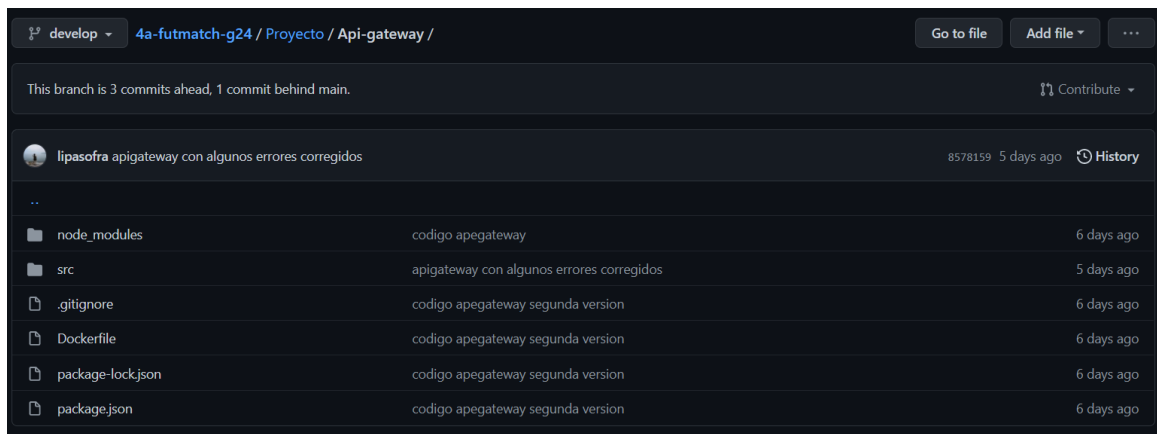 develop 4a-futmatch-g24 / Proyecto / Api-gateway / Go to file Add file ...
This branch is 3 commits ahead, 1 commit behind main. Contribute
lipasofra apigateway con algunos errores corregidos 8578159 5 days ago History
..
node_modules codigo apegateway 6 days ago
src apigateway con algunos errores corregidos 5 days ago
.gitignore codigo apegateway segunda version 6 days ago
Dockerfile codigo apegateway segunda version 6 days ago
package-lock.json codigo apegateway segunda version 6 days ago
package.json codigo apegateway segunda version 6 days ago